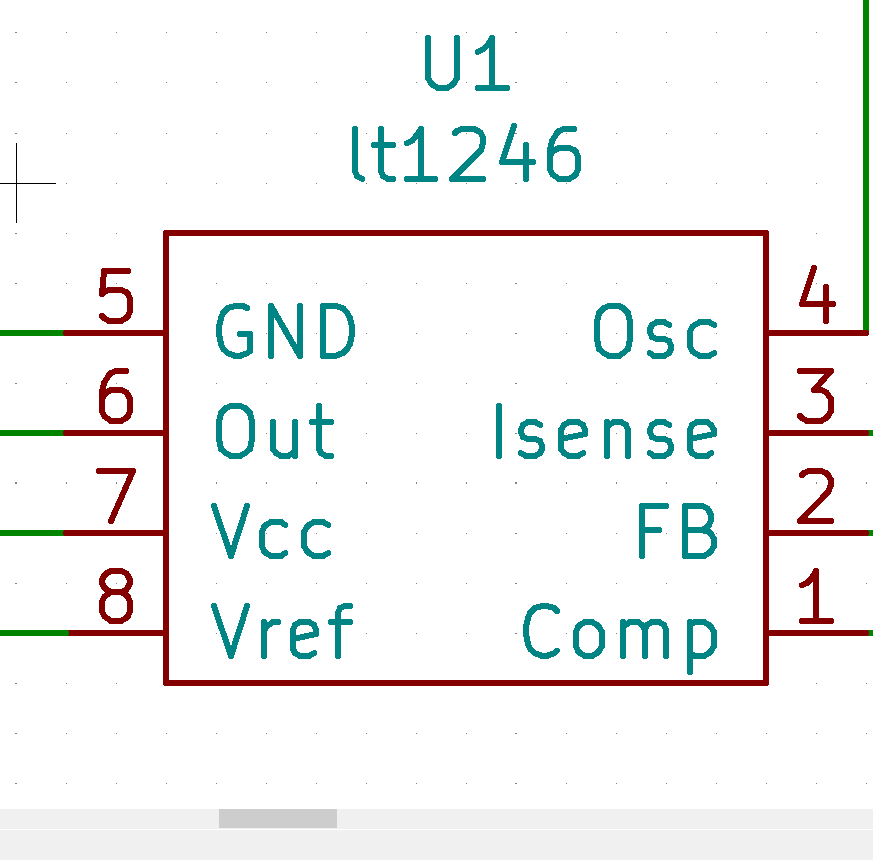 U1
lt1246
5 GND Osc 4
6 Out Isense 3
7 Vcc FB 2
8 Vref Comp 1